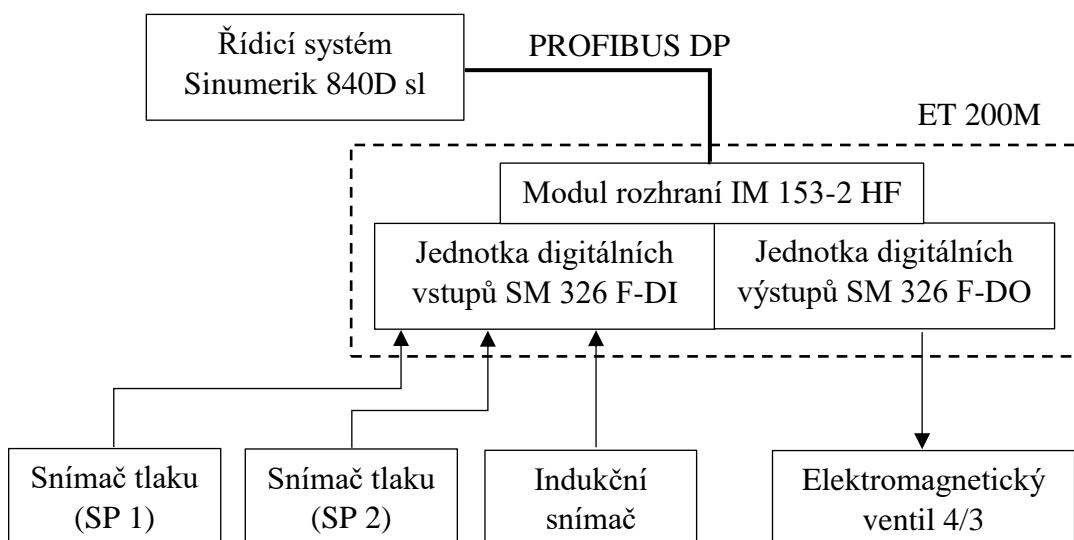 Řídicí systém
Sinumerik 840D sl
PROFIBUS DP
ET 200M
Modul rozhraní IM 153-2 HF
Jednotka digitálních
vstupů SM 326 F-DI
Jednotka digitálních
výstupů SM 326 F-DO
Snímač tlaku
(SP 1)
Snímač tlaku
(SP 2)
Indukční
snímač
Elektromagnetický
ventil 4/3